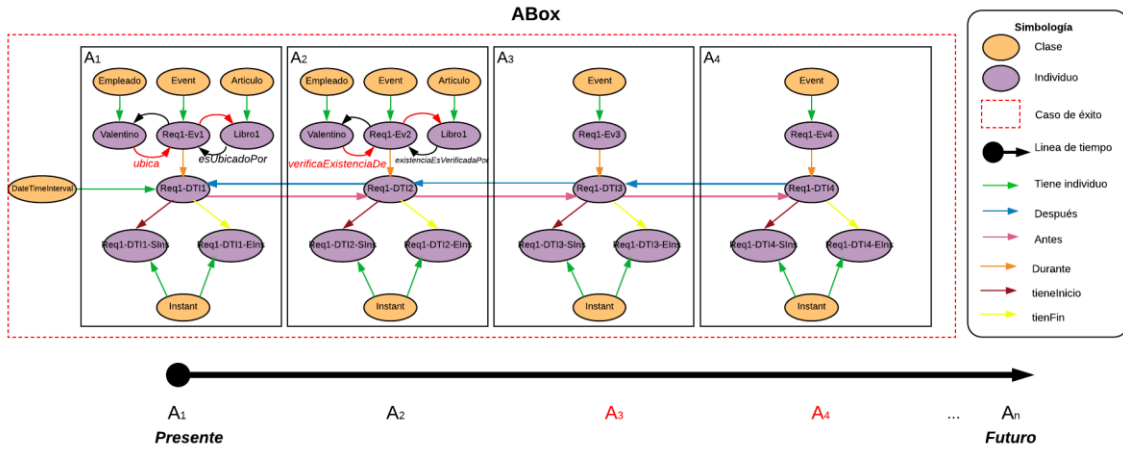 ABox
A1
Empleado
Event
Articulo
Valentino
Req1-Ev1
Libro1
ubica
esUbicadoPor
DateTimeInterval
Req1-DTI1
Req1-DTI1-SIns
Req1-DTI1-EIns
Instant
A2
Empleado
Event
Articulo
Valentino
Req1-Ev2
Libro1
verificaExistenciaDe
existenciaEsVerificadaPor
Req1-DTI2
Req1-DTI2-SIns
Req1-DTI2-EIns
Instant
A3
Event
Req1-Ev3
Req1-DTI3
Req1-DTI3-SIns
Req1-DTI3-EIns
Instant
A4
Event
Req1-Ev4
Req1-DTI4
Req1-DTI4-SIns
Req1-DTI4-EIns
Instant
Simbología
Clase
Individuo
Caso de éxito
Linea de tiempo
Tiene individuo
Después
Antes
Durante
tieneInicio
tienFin
A1 A2 A3 A4 ... An
Presente Futuro